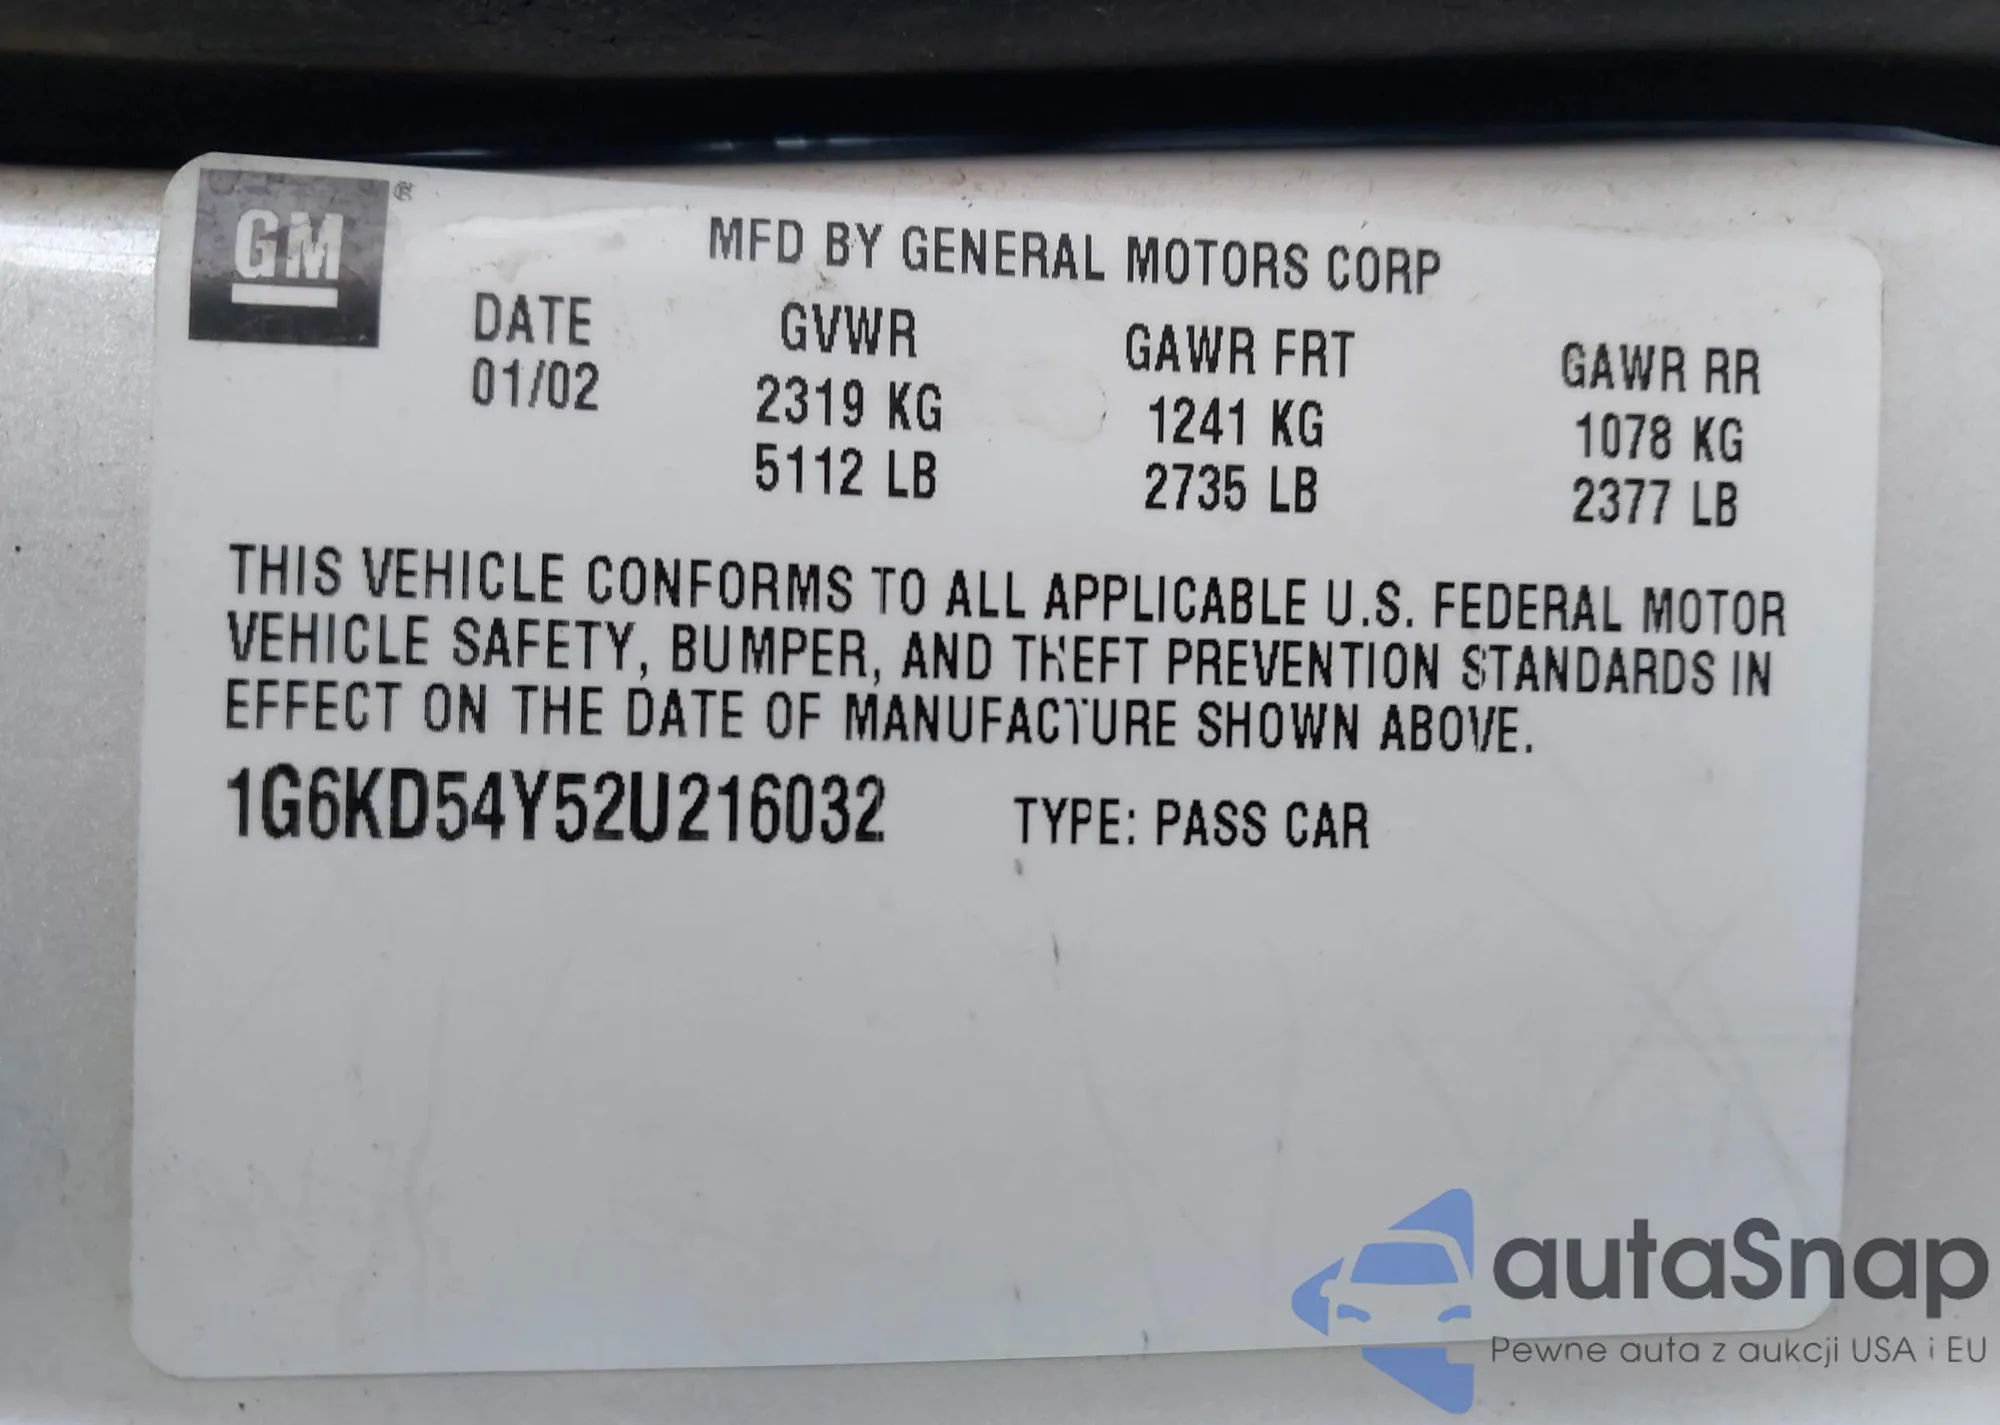 GM ®
MFD BY GENERAL MOTORS CORP
DATE GVWR GAWR FRT GAWR RR
01/02 2319 KG 1241 KG 1078 KG
5112 LB 2735 LB 2377 LB
THIS VEHICLE CONFORMS TO ALL APPLICABLE U.S. FEDERAL MOTOR
VEHICLE SAFETY, BUMPER, AND THEFT PREVENTION STANDARDS IN
EFFECT ON THE DATE OF MANUFACTURE SHOWN ABOVE.
1G6KD54Y52U216032 TYPE: PASS CAR
autaSnap
Pewne auta z aukcji USA i EU